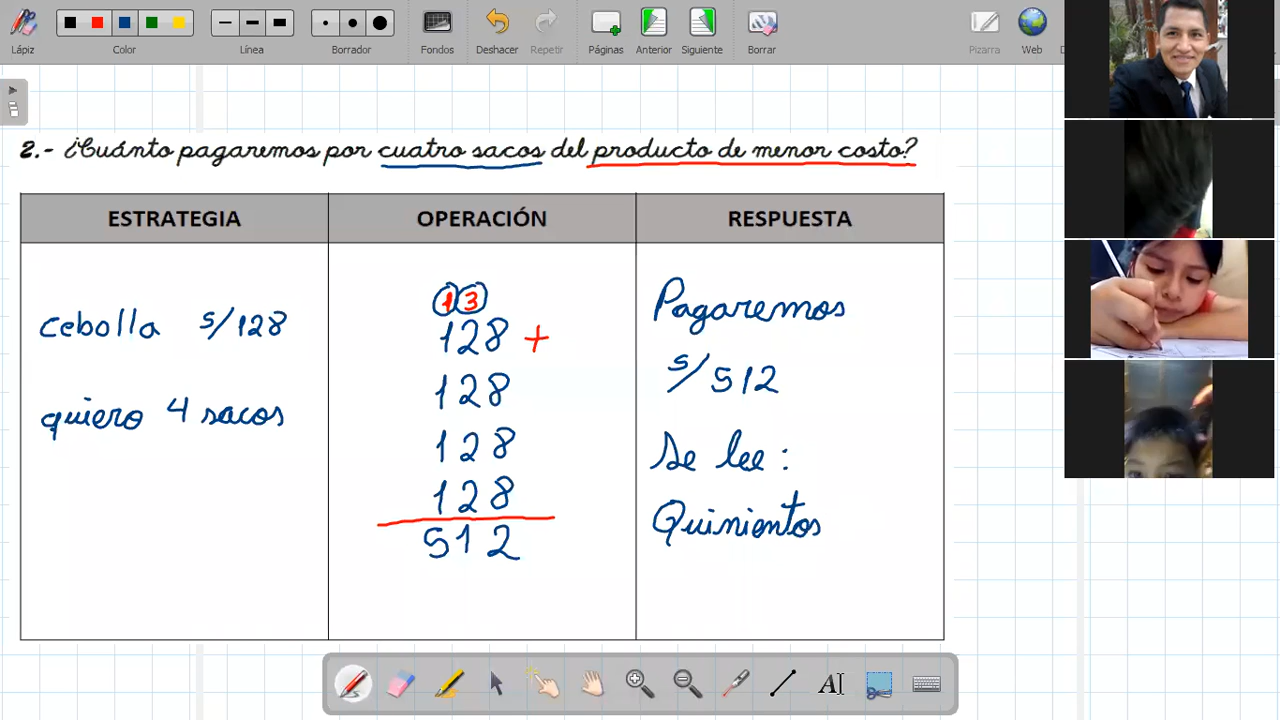 Lápiz
Color
Línea
Borrador
Fondos
Deshacer
Repetir
Páginas
Anterior
Siguiente
Borrar
Pizarra
Web
2.- ¿Cuánto pagaremos por cuatro sacos del producto de menor costo?
ESTRATEGIA
OPERACIÓN
RESPUESTA
cebolla s/128
quiero 4 sacos
1 3
128 +
128
128
128
512
Pagaremos
s/ 512
Se lee :
Quinientos